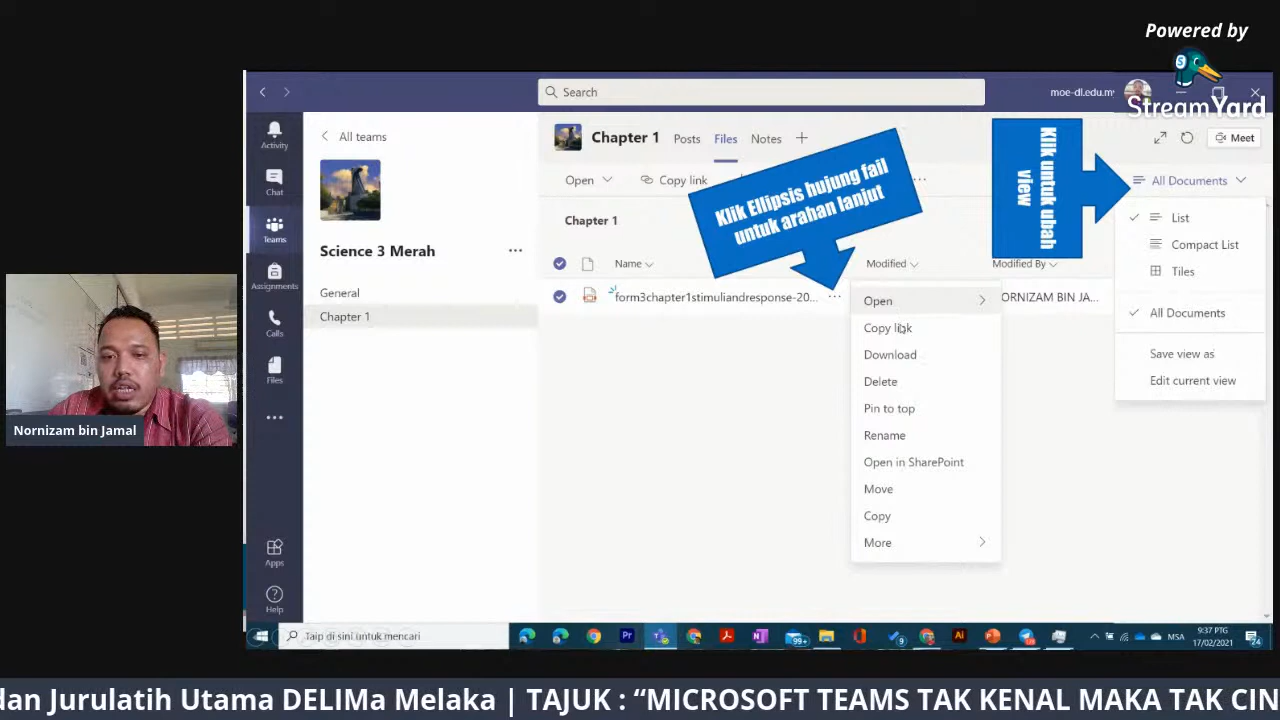 Powered by
StreamYard
Search
moe-dl.edu.my
Activity
Chat
Teams
Assignments
Calls
Files
Apps
Help
All teams
Science 3 Merah
General
Chapter 1
Chapter 1
Posts
Files
Notes
Meet
Open
Copy link
All Documents
Klik Ellipsis hujung fail
untuk arahan lanjut
Klik untuk ubah
view
Chapter 1
Name
Modified
Modified By
form3chapter1stimuliandresponse-20...
ORNIZAM BIN JA...
Open
Copy link
Download
Delete
Pin to top
Rename
Open in SharePoint
Move
Copy
More
List
Compact List
Tiles
All Documents
Save view as
Edit current view
Nornizam bin Jamal
Taip di sini untuk mencari
99+
9
MSA
9:37 PTG
17/02/2021
24
dan Jurulatih Utama DELIMa Melaka | TAJUK : “MICROSOFT TEAMS TAK KENAL MAKA TAK CIN